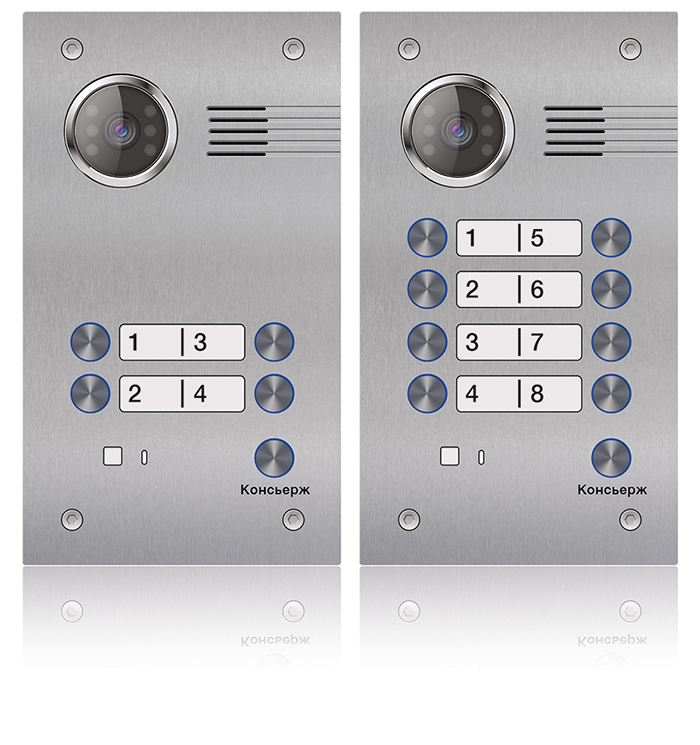 1 | 3
2 | 4
Консьерж
1 | 5
2 | 6
3 | 7
4 | 8
Консьерж